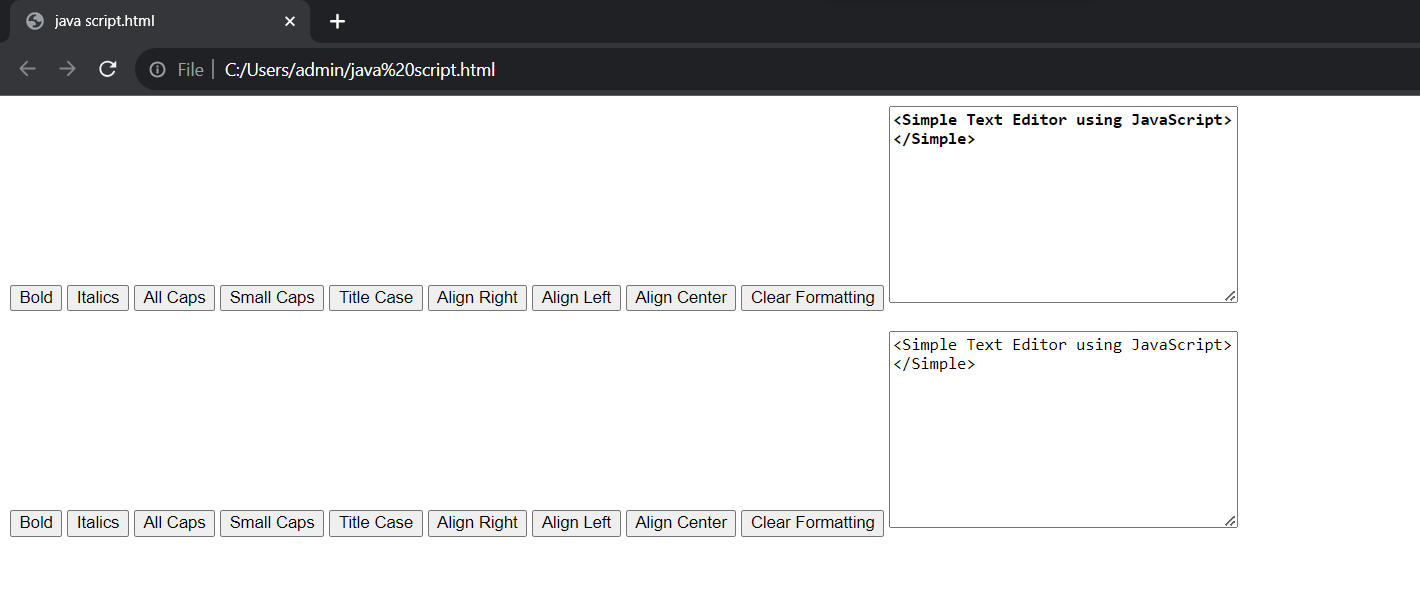 java script.html
File C:/Users/admin/java%20script.html
<Simple Text Editor using JavaScript>
</Simple>
Bold Italics All Caps Small Caps Title Case Align Right Align Left Align Center Clear Formatting
<Simple Text Editor using JavaScript>
</Simple>
Bold Italics All Caps Small Caps Title Case Align Right Align Left Align Center Clear Formatting